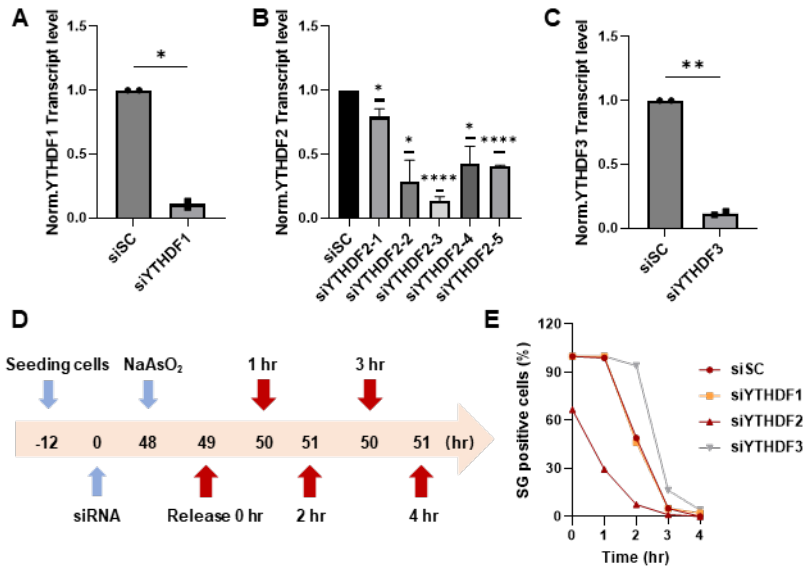 A
Norm.YTHDF1 Transcript level
1.5
1.0
0.5
0.0
*
siSC
siYTHDF1
B
Norm.YTHDF2 Transcript level
1.5
1.0
0.5
0.0
*
*
****
*
****
siSC
siYTHDF2-1
siYTHDF2-2
siYTHDF2-3
siYTHDF2-4
siYTHDF2-5
C
Norm.YTHDF3 Transcript level
1.5
1.0
0.5
0.0
**
siSC
siYTHDF3
D
Seeding cells NaAsO₂ 1 hr 3 hr
-12 0 48 49 50 51 50 51 (hr)
siRNA Release 0 hr 2 hr 4 hr
E
SG positive cells (%)
120
90
60
30
0
0 1 2 3 4
Time (hr)
siSC
siYTHDF1
siYTHDF2
siYTHDF3